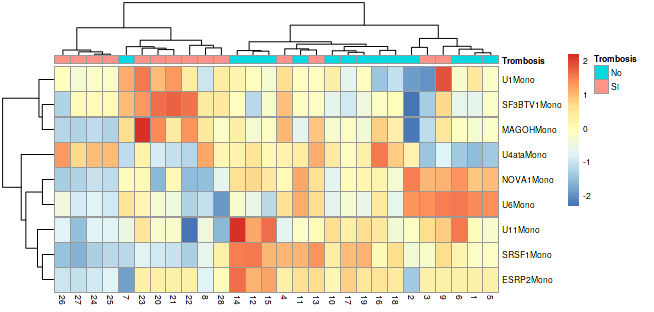 Trombosis
U1Mono
SF3BTV1Mono
MAGOHMono
U4ataMono
NOVA1Mono
U6Mono
U11Mono
SRSF1Mono
ESRP2Mono
26 27 24 25 7 23 20 21 22 8 28 14 12 15 4 11 13 10 17 19 16 18 2 3 9 6 1 5
2
1
0
-1
-2
Trombosis
No
SI